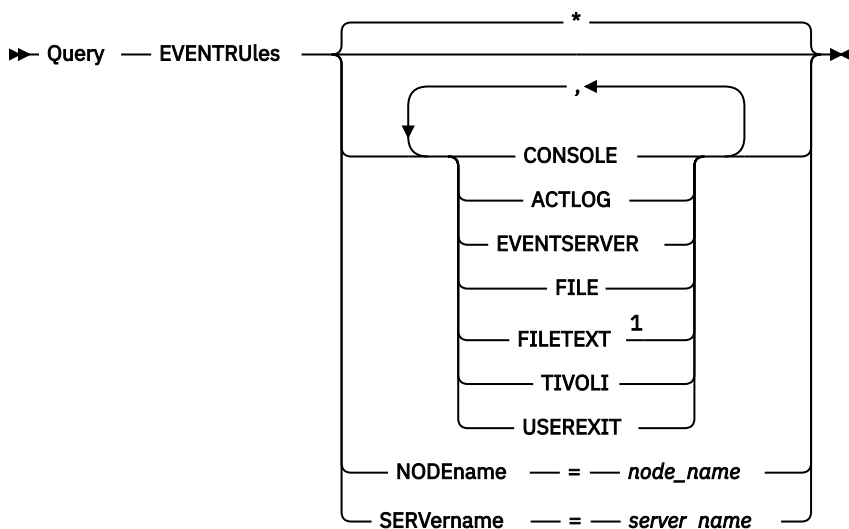 *
Query EVENTRUles
,
CONSOLE
ACTLOG
EVENTSERVER
FILE
FILETEXT 1
TIVOLI
USEREXIT
NODEname = node_name
SERVername = server_name